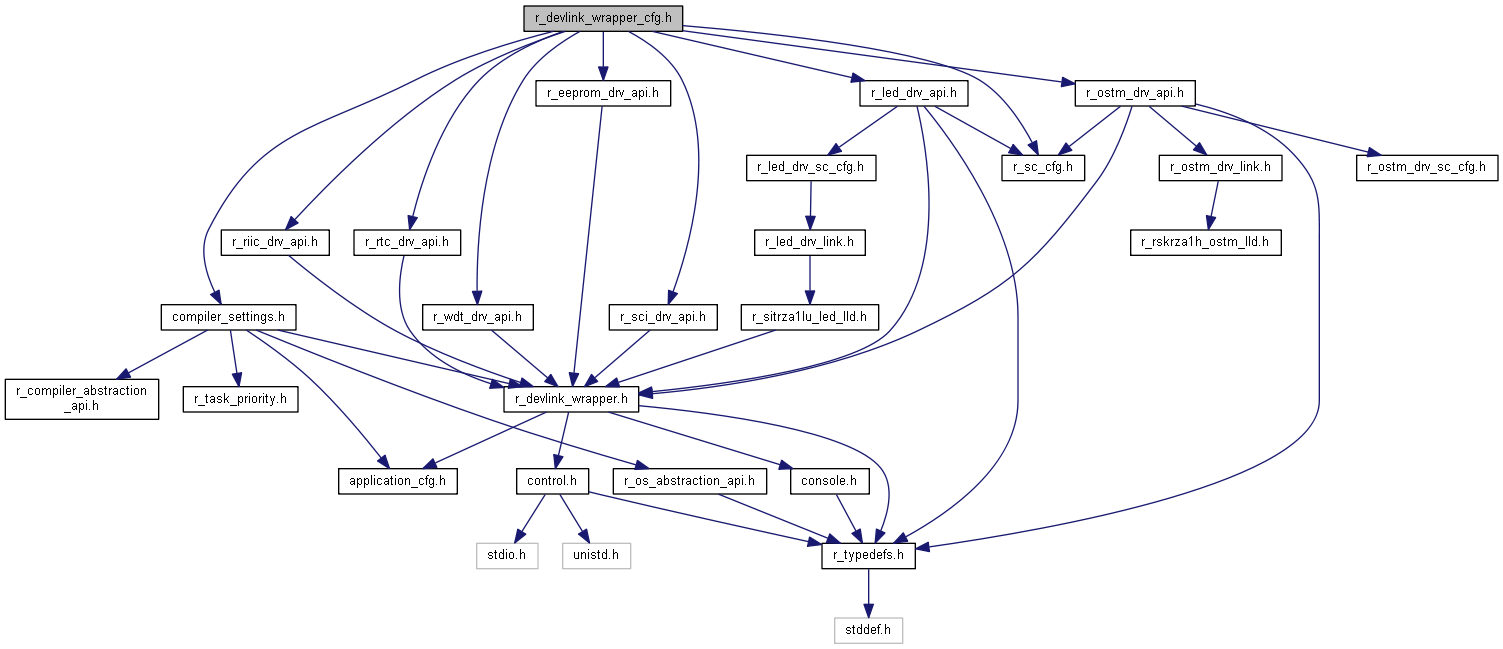 r_devlink_wrapper_cfg.h
r_eeprom_drv_api.h
r_led_drv_api.h
r_ostm_drv_api.h
r_led_drv_sc_cfg.h
r_sc_cfg.h
r_ostm_drv_link.h
r_ostm_drv_sc_cfg.h
r_riic_drv_api.h
r_rtc_drv_api.h
r_led_drv_link.h
r_rskrza1h_ostm_lld.h
compiler_settings.h
r_wdt_drv_api.h
r_sci_drv_api.h
r_sitrza1lu_led_lld.h
r_compiler_abstraction
_api.h
r_task_priority.h
r_devlink_wrapper.h
application_cfg.h
control.h
r_os_abstraction_api.h
console.h
stdio.h
unistd.h
r_typedefs.h
stddef.h